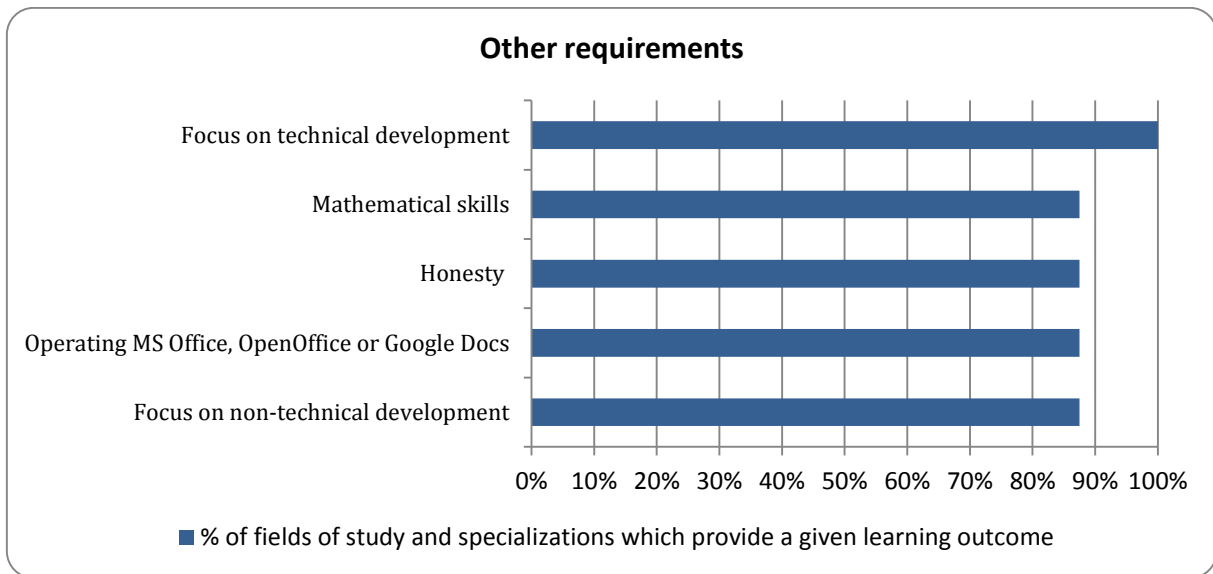 Other requirements
Focus on technical development
Mathematical skills
Honesty
Operating MS Office, OpenOffice or Google Docs
Focus on non-technical development
0% 10% 20% 30% 40% 50% 60% 70% 80% 90% 100%
% of fields of study and specializations which provide a given learning outcome